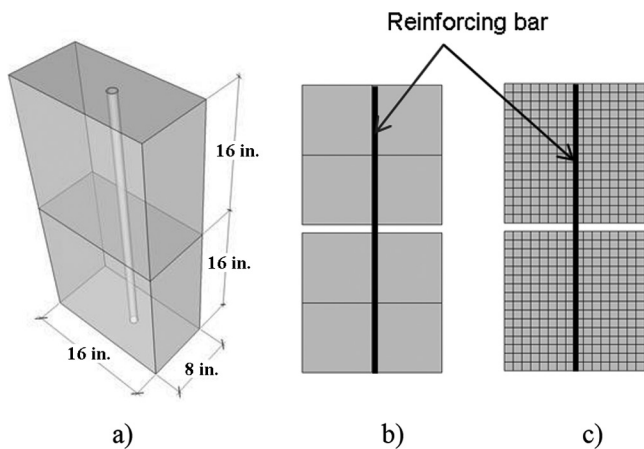 Reinforcing bar
16 in.
16 in.
16 in.
8 in.
a)
b)
c)